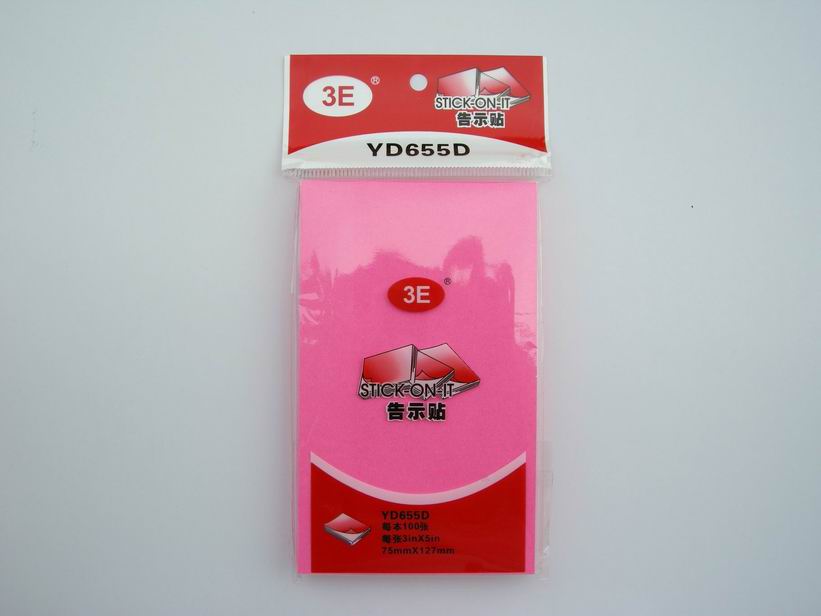 3E®
STICK-ON-IT
告示贴
YD655D
3E®
STICK-ON-IT
告示贴
YD655D
每本100张
每张3inX5in
75mmX127mm